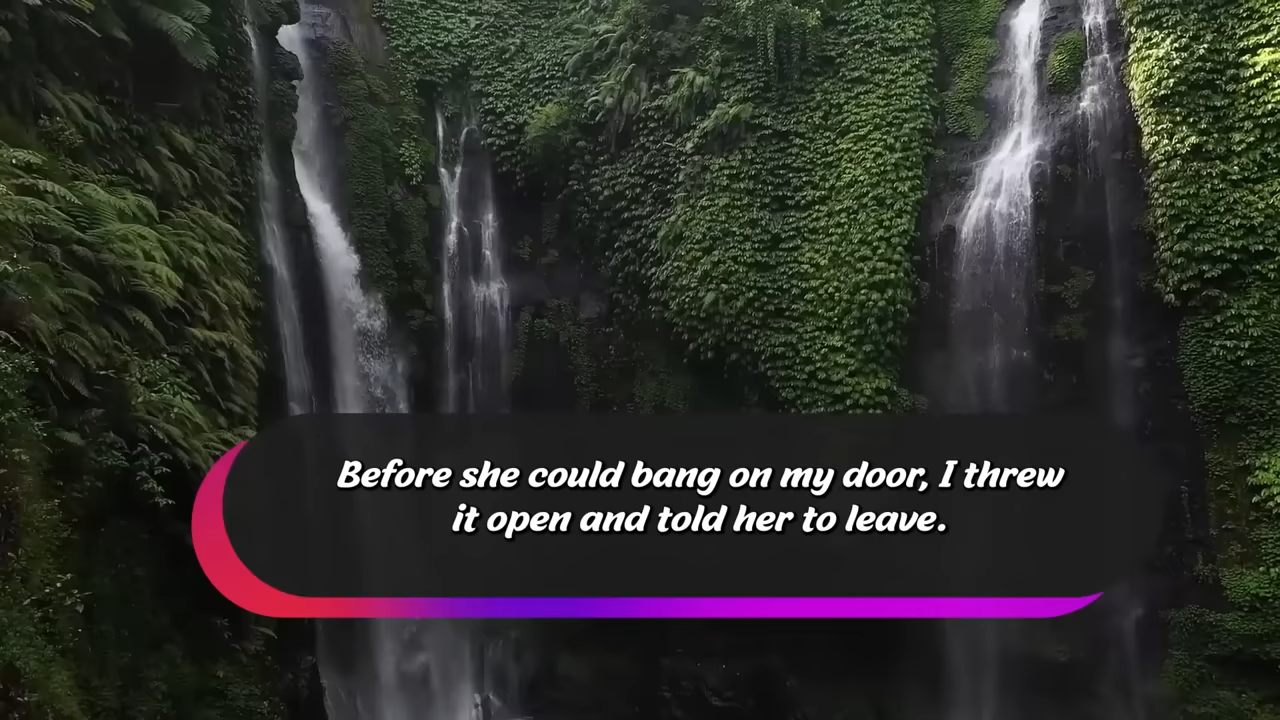 Before she could bang on my door, I threw
it open and told her to leave.